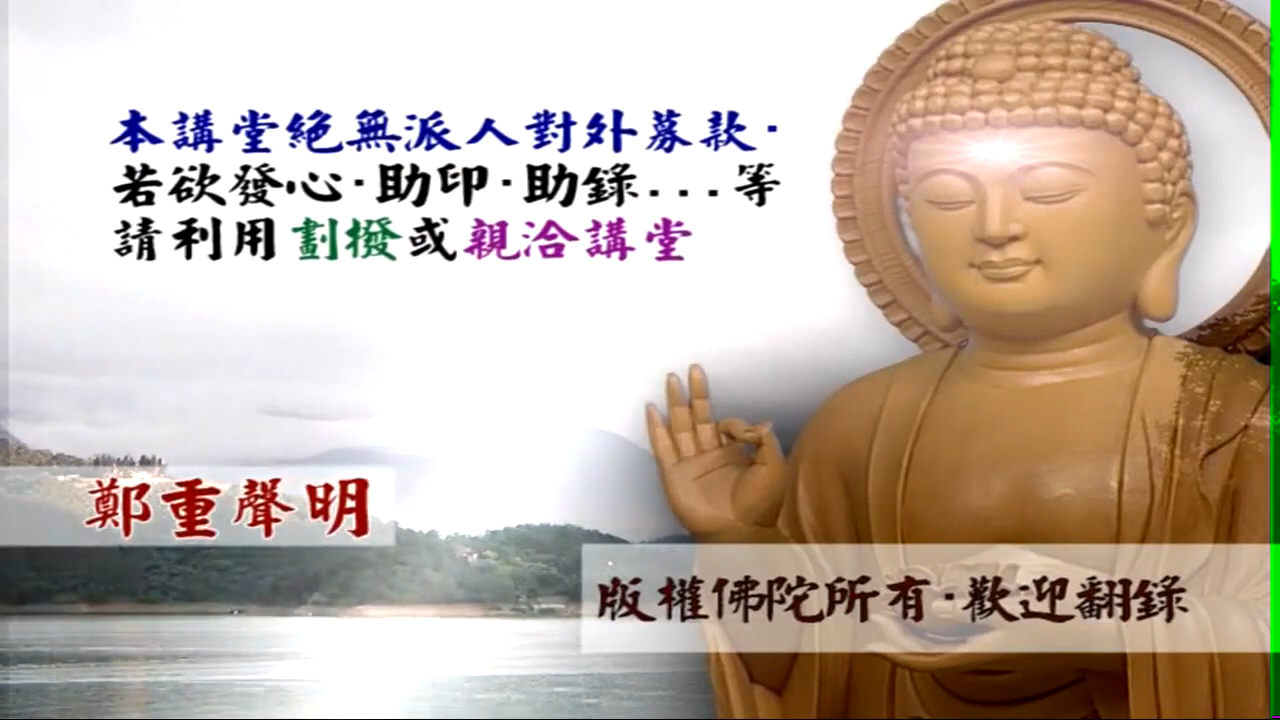 本講堂絕無派人對外募款·
若欲發心·助印·助錄...等
請利用劃撥或親洽講堂
鄭重聲明
版權佛陀所有·歡迎翻錄